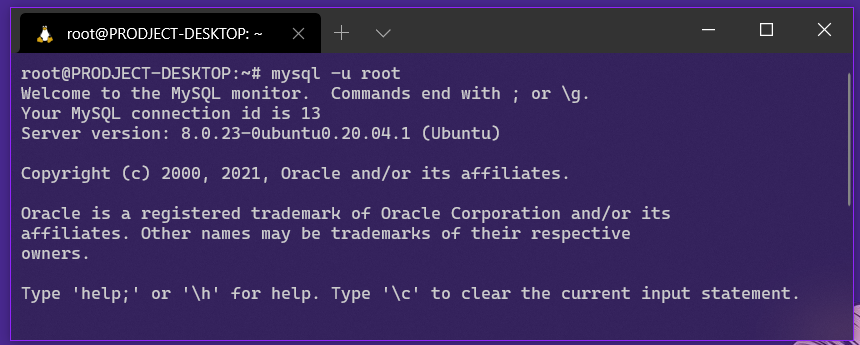 root@PRODJECT-DESKTOP: ~
root@PRODJECT-DESKTOP:~# mysql -u root
Welcome to the MySQL monitor.  Commands end with ; or \g.
Your MySQL connection id is 13
Server version: 8.0.23-0ubuntu0.20.04.1 (Ubuntu)

Copyright (c) 2000, 2021, Oracle and/or its affiliates.

Oracle is a registered trademark of Oracle Corporation and/or its
affiliates. Other names may be trademarks of their respective
owners.

Type 'help;' or '\h' for help. Type '\c' to clear the current input statement.